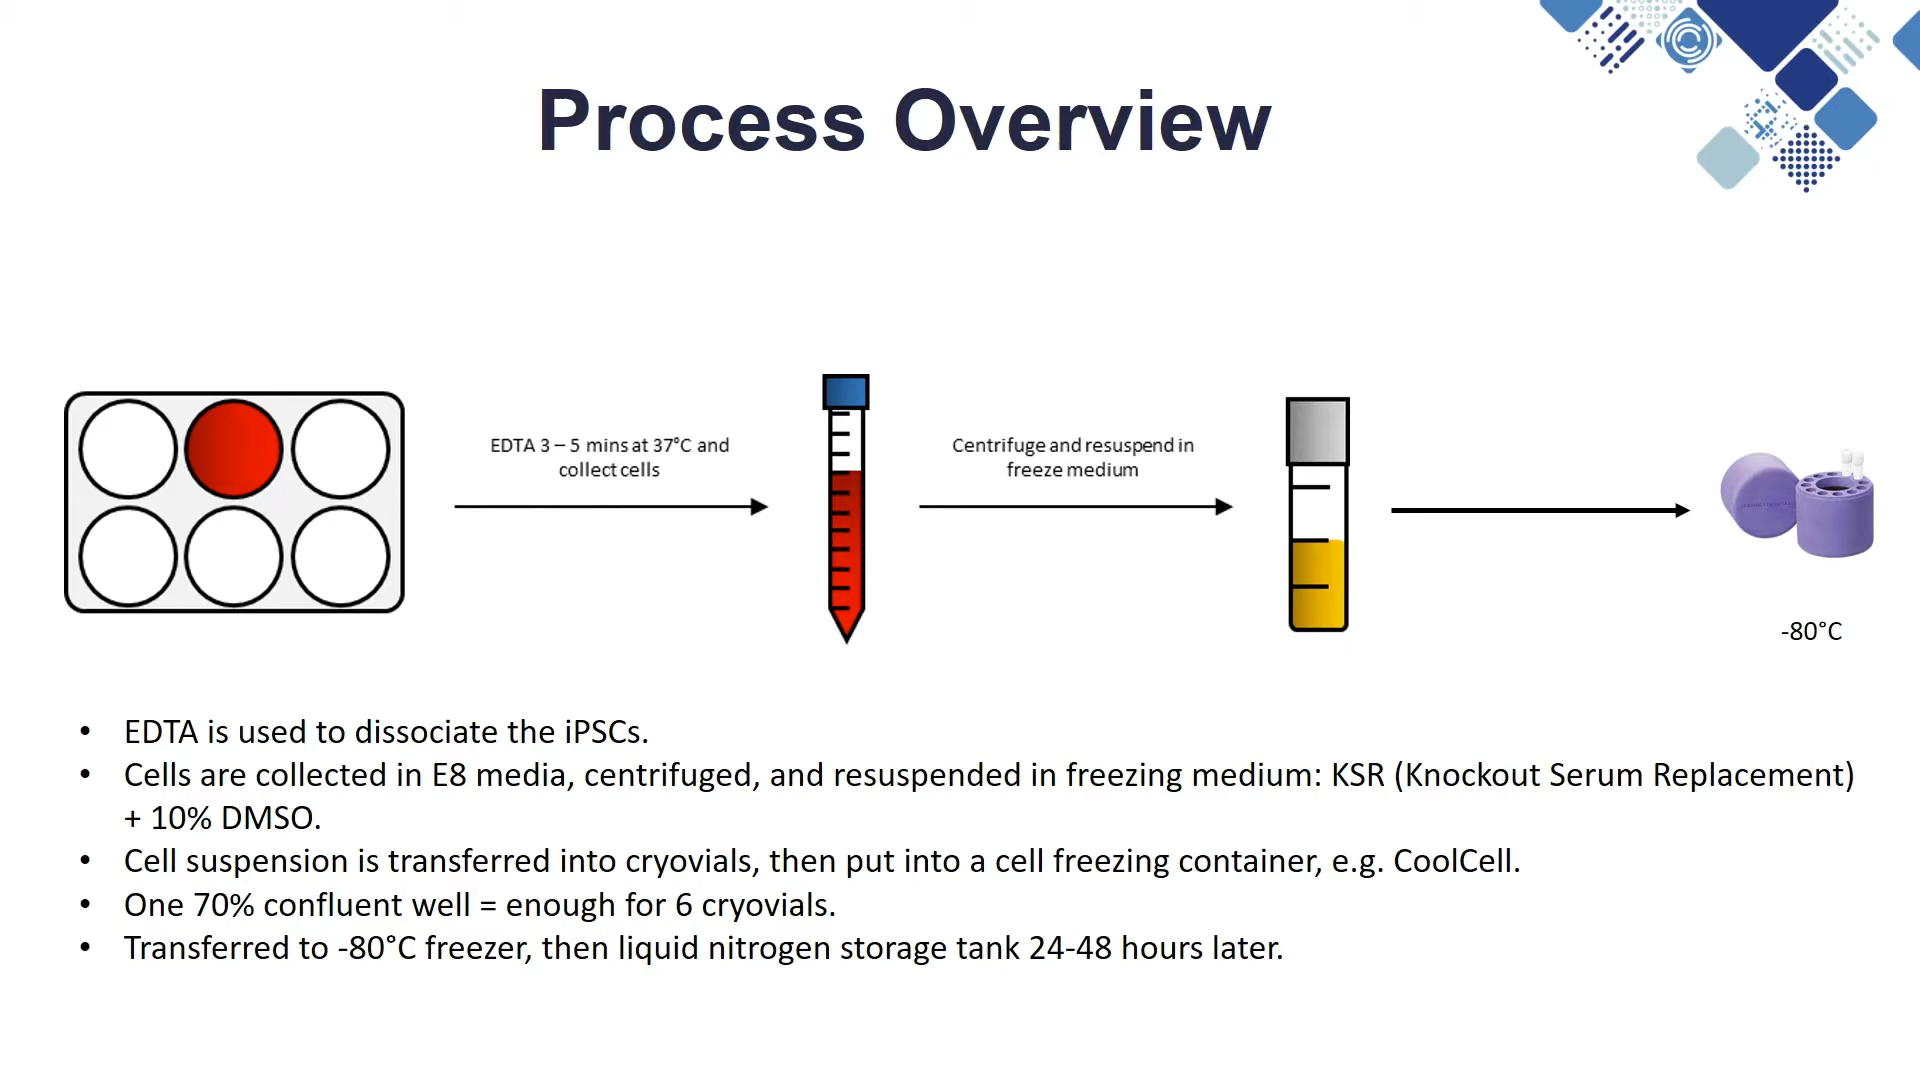 Process Overview
EDTA 3 – 5 mins at 37°C and
collect cells
Centrifuge and resuspend in
freeze medium
-80°C
• EDTA is used to dissociate the iPSCs.
• Cells are collected in E8 media, centrifuged, and resuspended in freezing medium: KSR (Knockout Serum Replacement)
+ 10% DMSO.
• Cell suspension is transferred into cryovials, then put into a cell freezing container, e.g. CoolCell.
• One 70% confluent well = enough for 6 cryovials.
• Transferred to -80°C freezer, then liquid nitrogen storage tank 24-48 hours later.